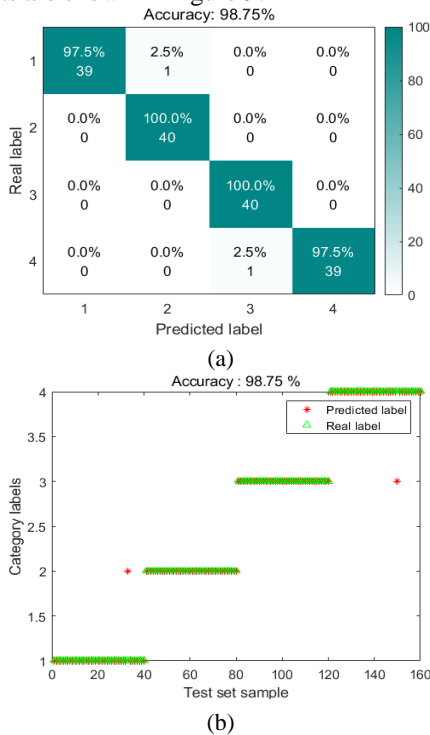 Accuracy: 98.75%
100
80
60
40
20
0
Real label
1
97.5% 2.5% 0.0% 0.0%
39 1 0 0
2
0.0% 100.0% 0.0% 0.0%
0 40 0 0
3
0.0% 0.0% 100.0% 0.0%
0 0 40 0
4
0.0% 0.0% 2.5% 97.5%
0 0 1 39
1 2 3 4
Predicted label
(a)
Accuracy : 98.75 %
Predicted label
Real label
Category labels
4
3.5
3
2.5
2
1.5
1
0 20 40 60 80 100 120 140 160
Test set sample
(b)